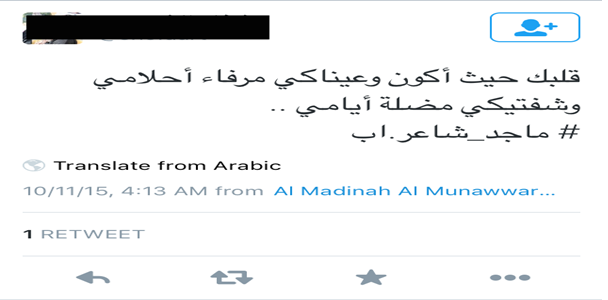 قلبك حيث أكون وعيناكي مرفاء أحلامي
وشفتيكي مضلة أيامي ..
# ماجد_شاعر.اب
Translate from Arabic
10/11/15, 4:13 AM from Al Madinah Al Munawwar...
1 RETWEET